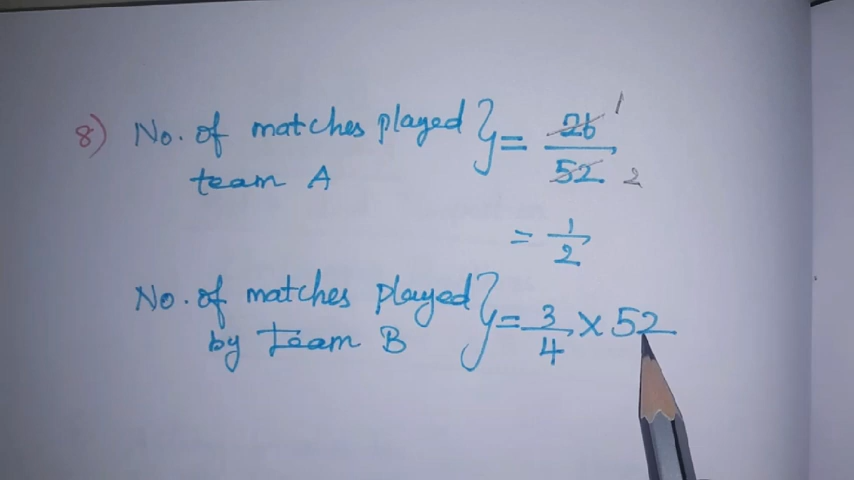 8) No. of matches played } = 26/52 1 2
team A
= 1/2
No. of matches played } = 3/4 × 52
by Team B